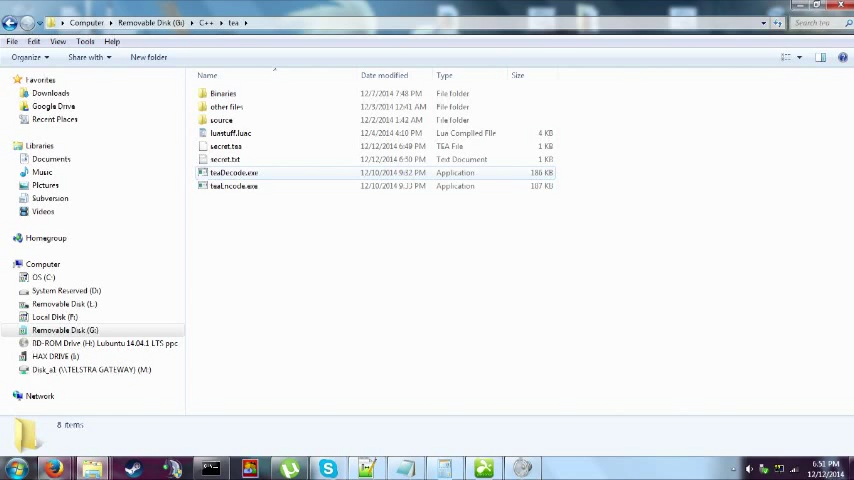 Computer ▸ Removable Disk (G:) ▸ C++ ▸ tea ▸
Search tea
File Edit View Tools Help
Organize ▾ Share with ▾ New folder
Name Date modified Type Size
Favorites
Downloads
Google Drive
Recent Places
Libraries
Documents
Music
Pictures
Subversion
Videos
Homegroup
Computer
OS (C:)
System Reserved (D:)
Removable Disk (E:)
Local Disk (F:)
Removable Disk (G:)
BD-ROM Drive (H:) Lubuntu 14.04.1 LTS ppc
HAX DRIVE (I:)
Disk_a1 (\\TELSTRA GATEWAY) (M:)
Network
Binaries 12/7/2014 7:48 PM File folder
other files 12/3/2014 12:41 AM File folder
source 12/2/2014 1:42 AM File folder
luastuff.luac 12/4/2014 4:10 PM Lua Compiled File 4 KB
secret.tea 12/12/2014 6:49 PM TEA File 1 KB
secret.txt 12/12/2014 6:50 PM Text Document 1 KB
teaDecode.exe 12/10/2014 9:32 PM Application 186 KB
teaEncode.exe 12/10/2014 9:33 PM Application 187 KB
8 items
6:51 PM
12/12/2014